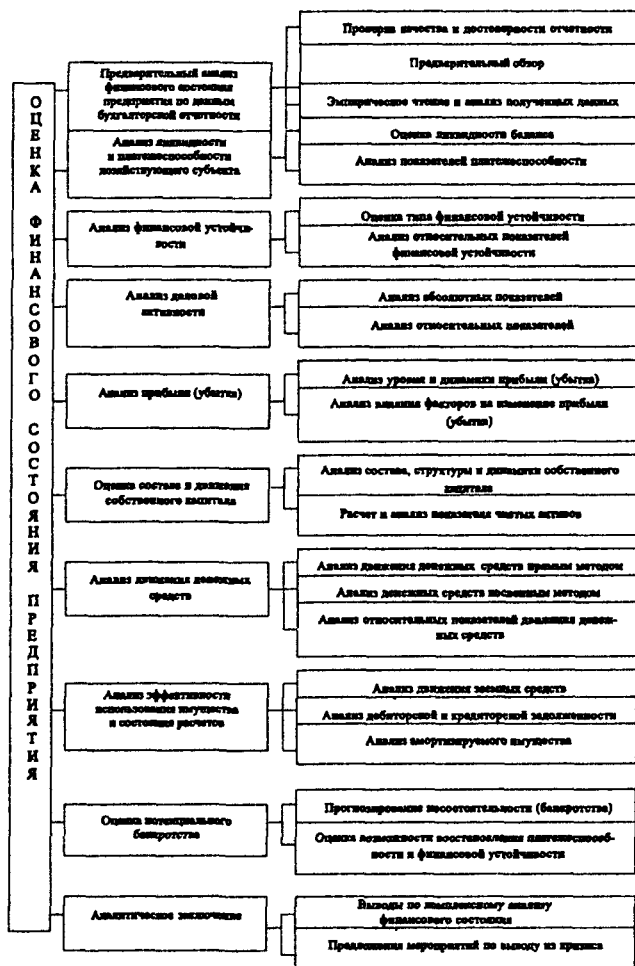 ОЦЕНКА ФИНАНСОВОГО СОСТОЯНИЯ ПРЕДПРИЯТИЯ
Предварительный анализ
финансового состояния
предприятия по данным
бухгалтерской отчетности
Проверка качества и достоверности отчетности
Предварительный обзор
Эмпирическое чтение и анализ полученных данных
Анализ ликвидности
и платежеспособности
хозяйствующего субъекта
Оценка ликвидности баланса
Анализ показателей платежеспособности
Анализ финансовой устойчи-
вости
Оценка типа финансовой устойчивости
Анализ относительных показателей
финансовой устойчивости
Анализ деловой
активности
Анализ абсолютных показателей
Анализ относительных показателей
Анализ прибыли (убытка)
Анализ уровня и динамики прибыли (убытка)
Анализ влияния факторов на изменение прибыли
(убытка)
Оценка состава и движения
собственного капитала
Анализ состава, структуры и динамики собственного
капитала
Расчет и анализ показателя чистых активов
Анализ движения денежных
средств
Анализ движения денежных средств прямым методом
Анализ денежных средств косвенным методом
Анализ относительных показателей движения денеж-
ных средств
Анализ эффективности
использования имущества
и состояния расчетов
Анализ движения заемных средств
Анализ дебиторской и кредиторской задолженности
Анализ амортизируемого имущества
Оценка потенциального
банкротства
Прогнозирование несостоятельности (банкротства)
Оценка возможности восстановления платежеспособ-
ности и финансовой устойчивости
Аналитическое заключение
Выводы по комплексному анализу
финансового состояния
Предложения мероприятий по выводу из кризиса